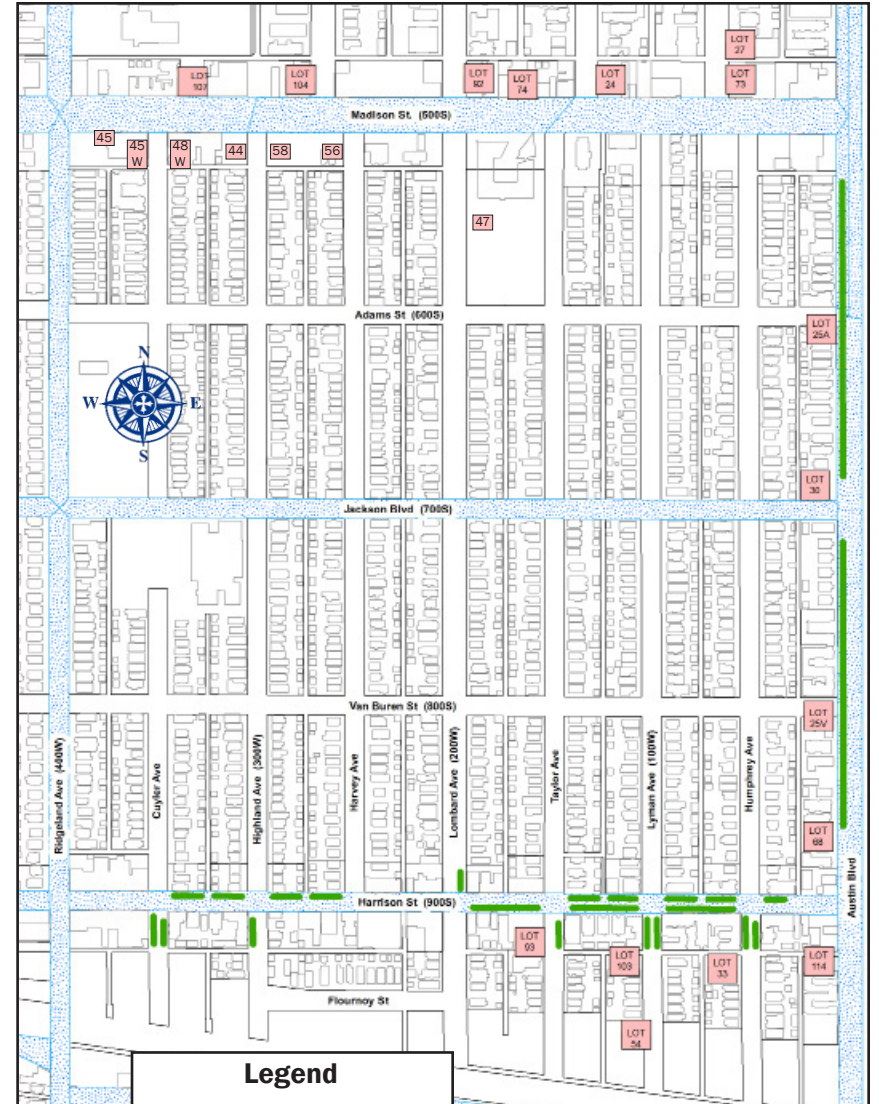 LOT
27
LOT
107
LOT
104
LOT
92
LOT
74
LOT
24
LOT
73
Madison St. (500S)
45
45
W
48
W
44
58
56
47
Adams St (600S)
LOT
25A
N
W
E
S
LOT
30
Jackson Blvd (700S)
Van Buren St (800S)
LOT
25V
Ridgeland Ave (400W)
Cuyler Ave
Highland Ave (300W)
Harvey Ave
Lombard Ave (200W)
Taylor Ave
Lyman Ave (100W)
Humphrey Ave
Austin Blvd
LOT
68
Harrison St (900S)
LOT
93
LOT
103
LOT
33
LOT
114
Flournoy St
LOT
54
Legend